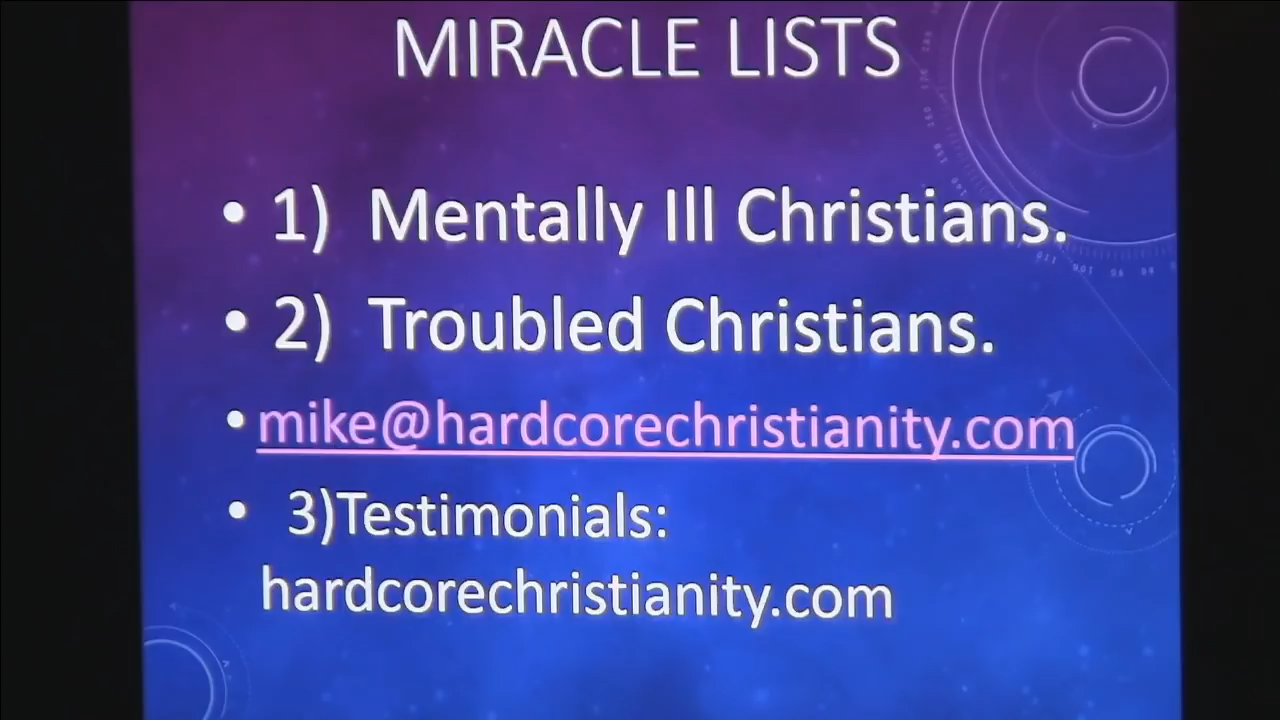 MIRACLE LISTS
• 1) Mentally Ill Christians.
• 2) Troubled Christians.
• mike@hardcorechristianity.com
• 3)Testimonials:
hardcorechristianity.com